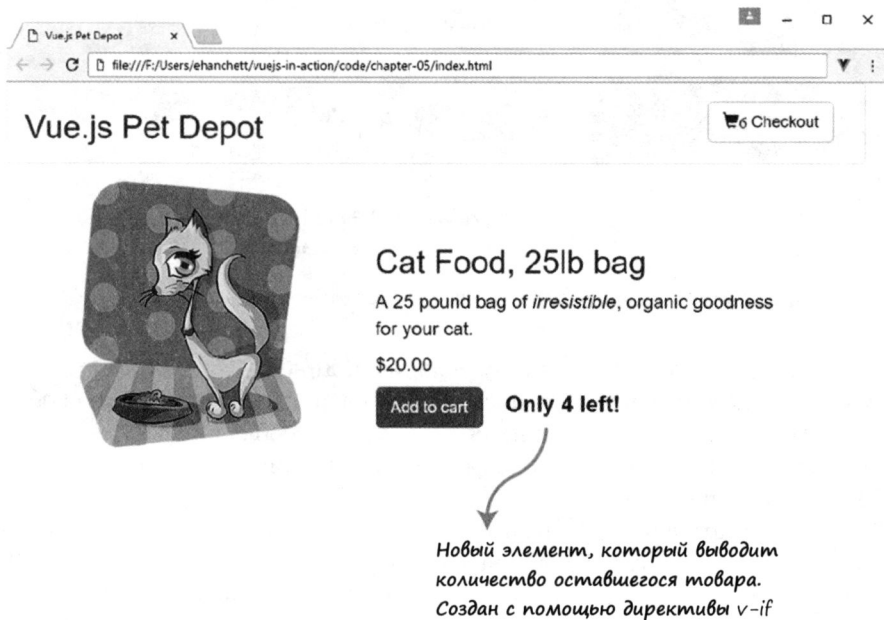 Vue.js Pet Depot
file:///F:/Users/ehanchett/vuejs-in-action/code/chapter-05/index.html
Vue.js Pet Depot
6 Checkout
Cat Food, 25lb bag
A 25 pound bag of irresistible, organic goodness
for your cat.
$20.00
Add to cart
Only 4 left!
Новый элемент, который выводит
количество оставшегося товара.
Создан с помощью директивы v-if